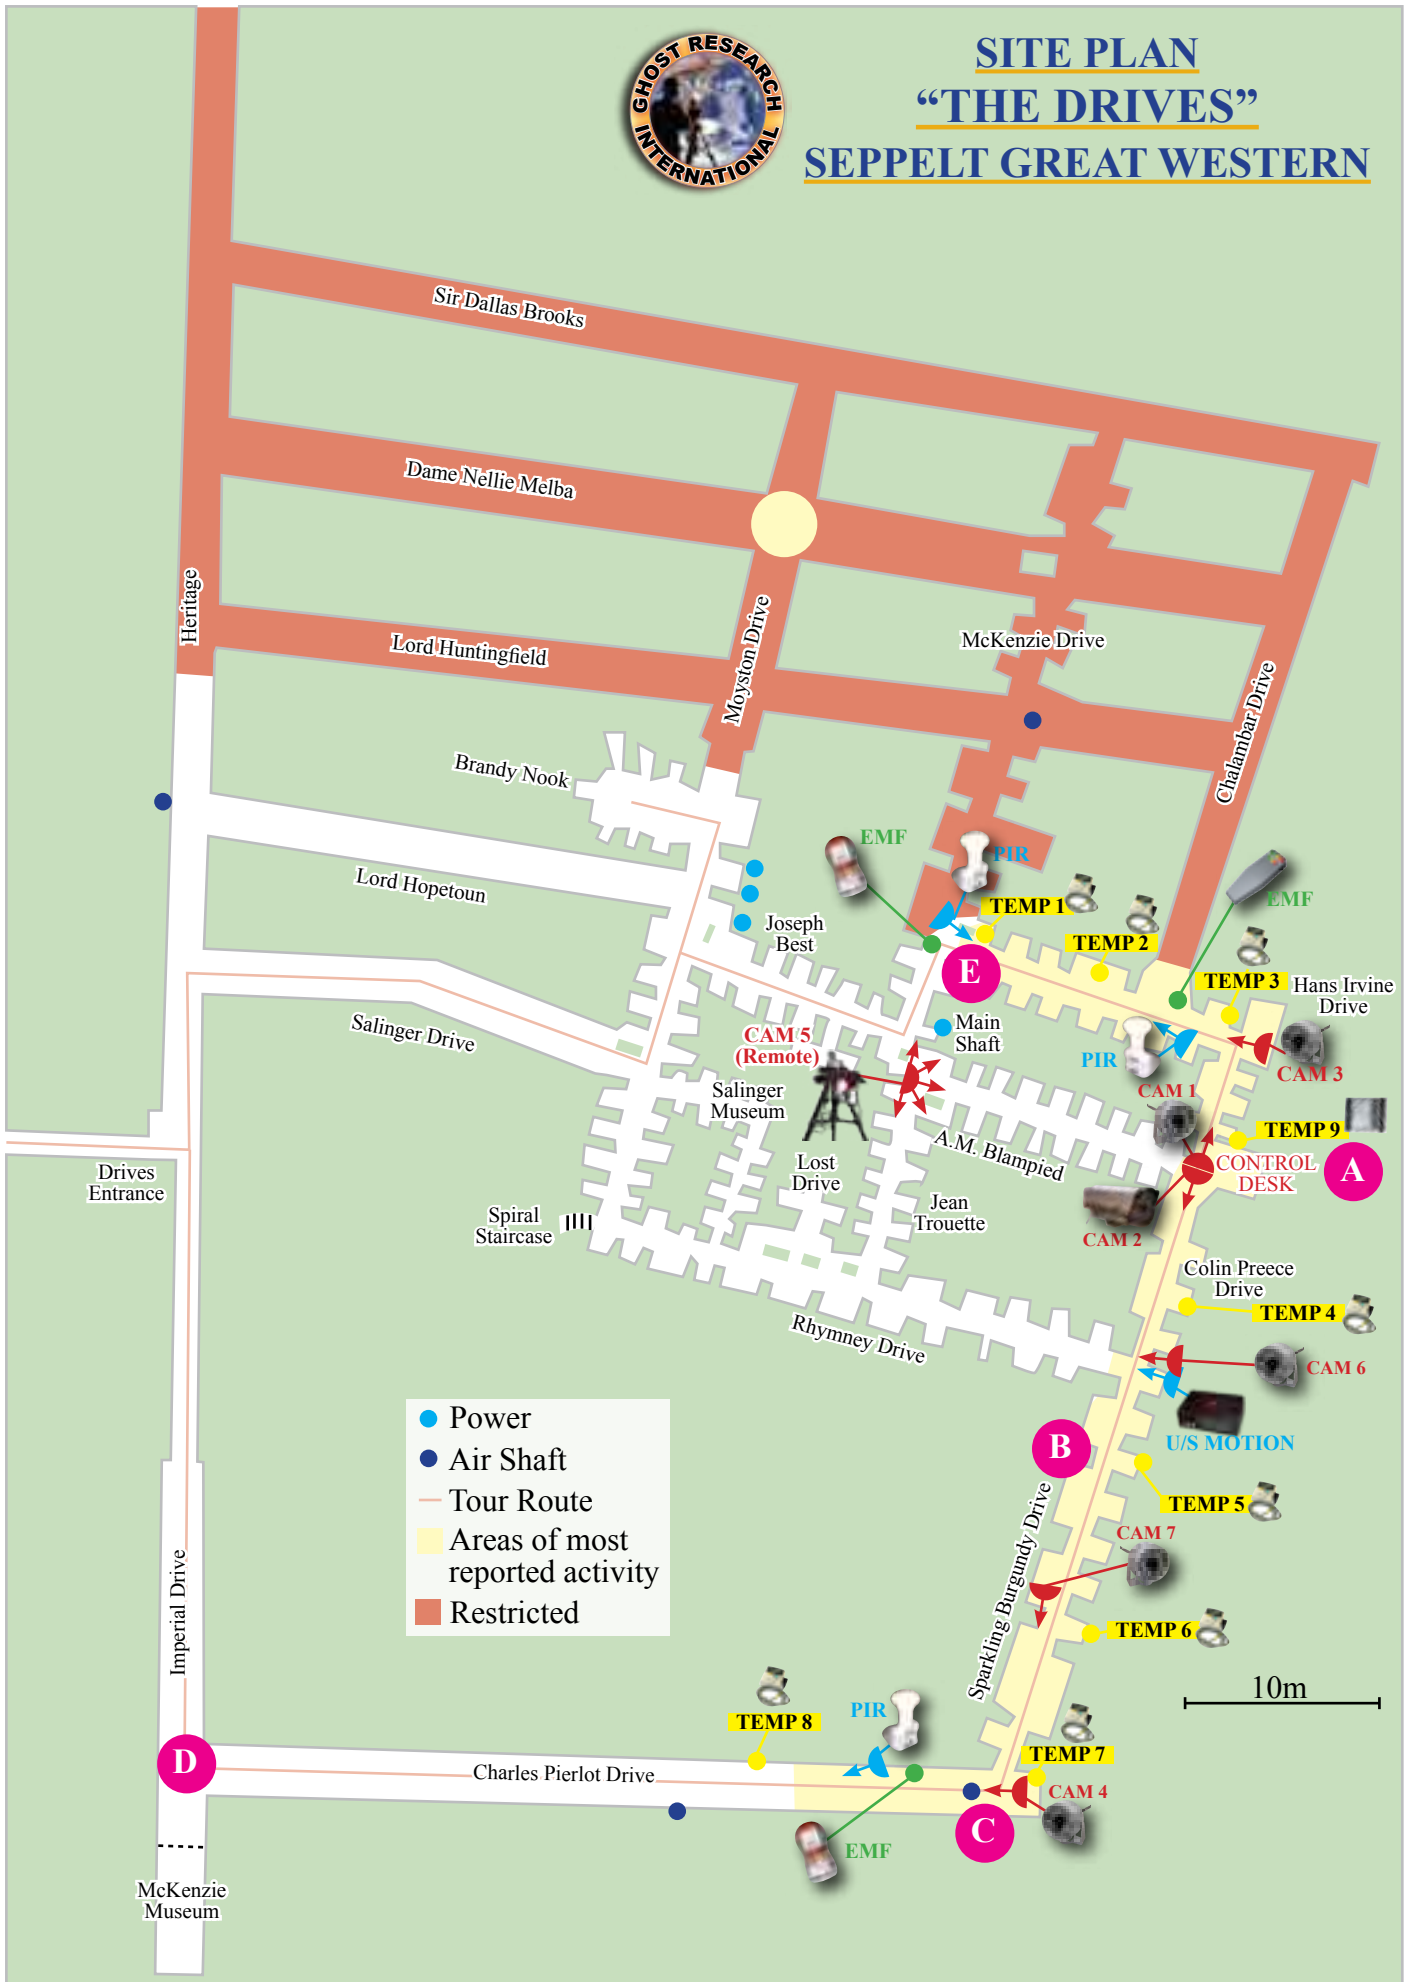 GHOST RESEARCH
INTERNATIONAL
SITE PLAN
“THE DRIVES”
SEPPELT GREAT WESTERN
Sir Dallas Brooks
Dame Nellie Melba
Heritage
Lord Huntingfield
Moyston Drive
McKenzie Drive
Chalambar Drive
Brandy Nook
Lord Hopetoun
Joseph
Best
EMF
PIR
TEMP 1
TEMP 2
EMF
TEMP 3
Hans Irvine
Drive
E
Salinger Drive
CAM 5
(Remote)
Main
Shaft
PIR
CAM 3
CAM 1
Salinger
Museum
TEMP 9
A.M. Blampied
CONTROL
DESK
A
Drives
Entrance
Lost
Drive
Jean
Trouette
Spiral
Staircase
CAM 2
Colin Preece
Drive
TEMP 4
Rhymney Drive
CAM 6
U/S MOTION
B
TEMP 5
CAM 7
Sparkling Burgundy Drive
TEMP 6
Power
Air Shaft
Tour Route
Areas of most
reported activity
Restricted
Imperial Drive
10m
TEMP 8
PIR
TEMP 7
D
Charles Pierlot Drive
CAM 4
C
EMF
McKenzie
Museum